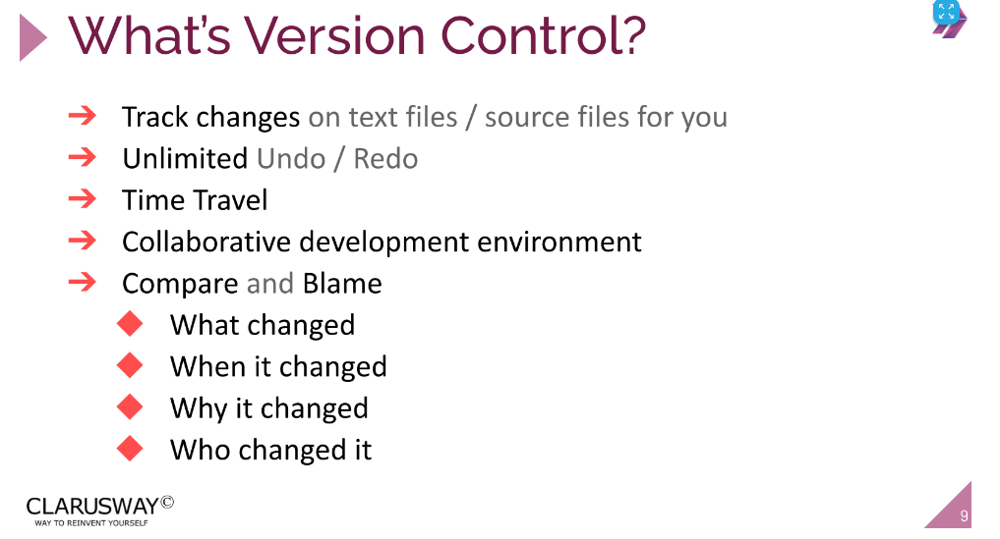 What's Version Control?
➔ Track changes on text files / source files for you
➔ Unlimited Undo / Redo
➔ Time Travel
➔ Collaborative development environment
➔ Compare and Blame
◆ What changed
◆ When it changed
◆ Why it changed
◆ Who changed it
CLARUSWAY©
WAY TO REINVENT YOURSELF
9